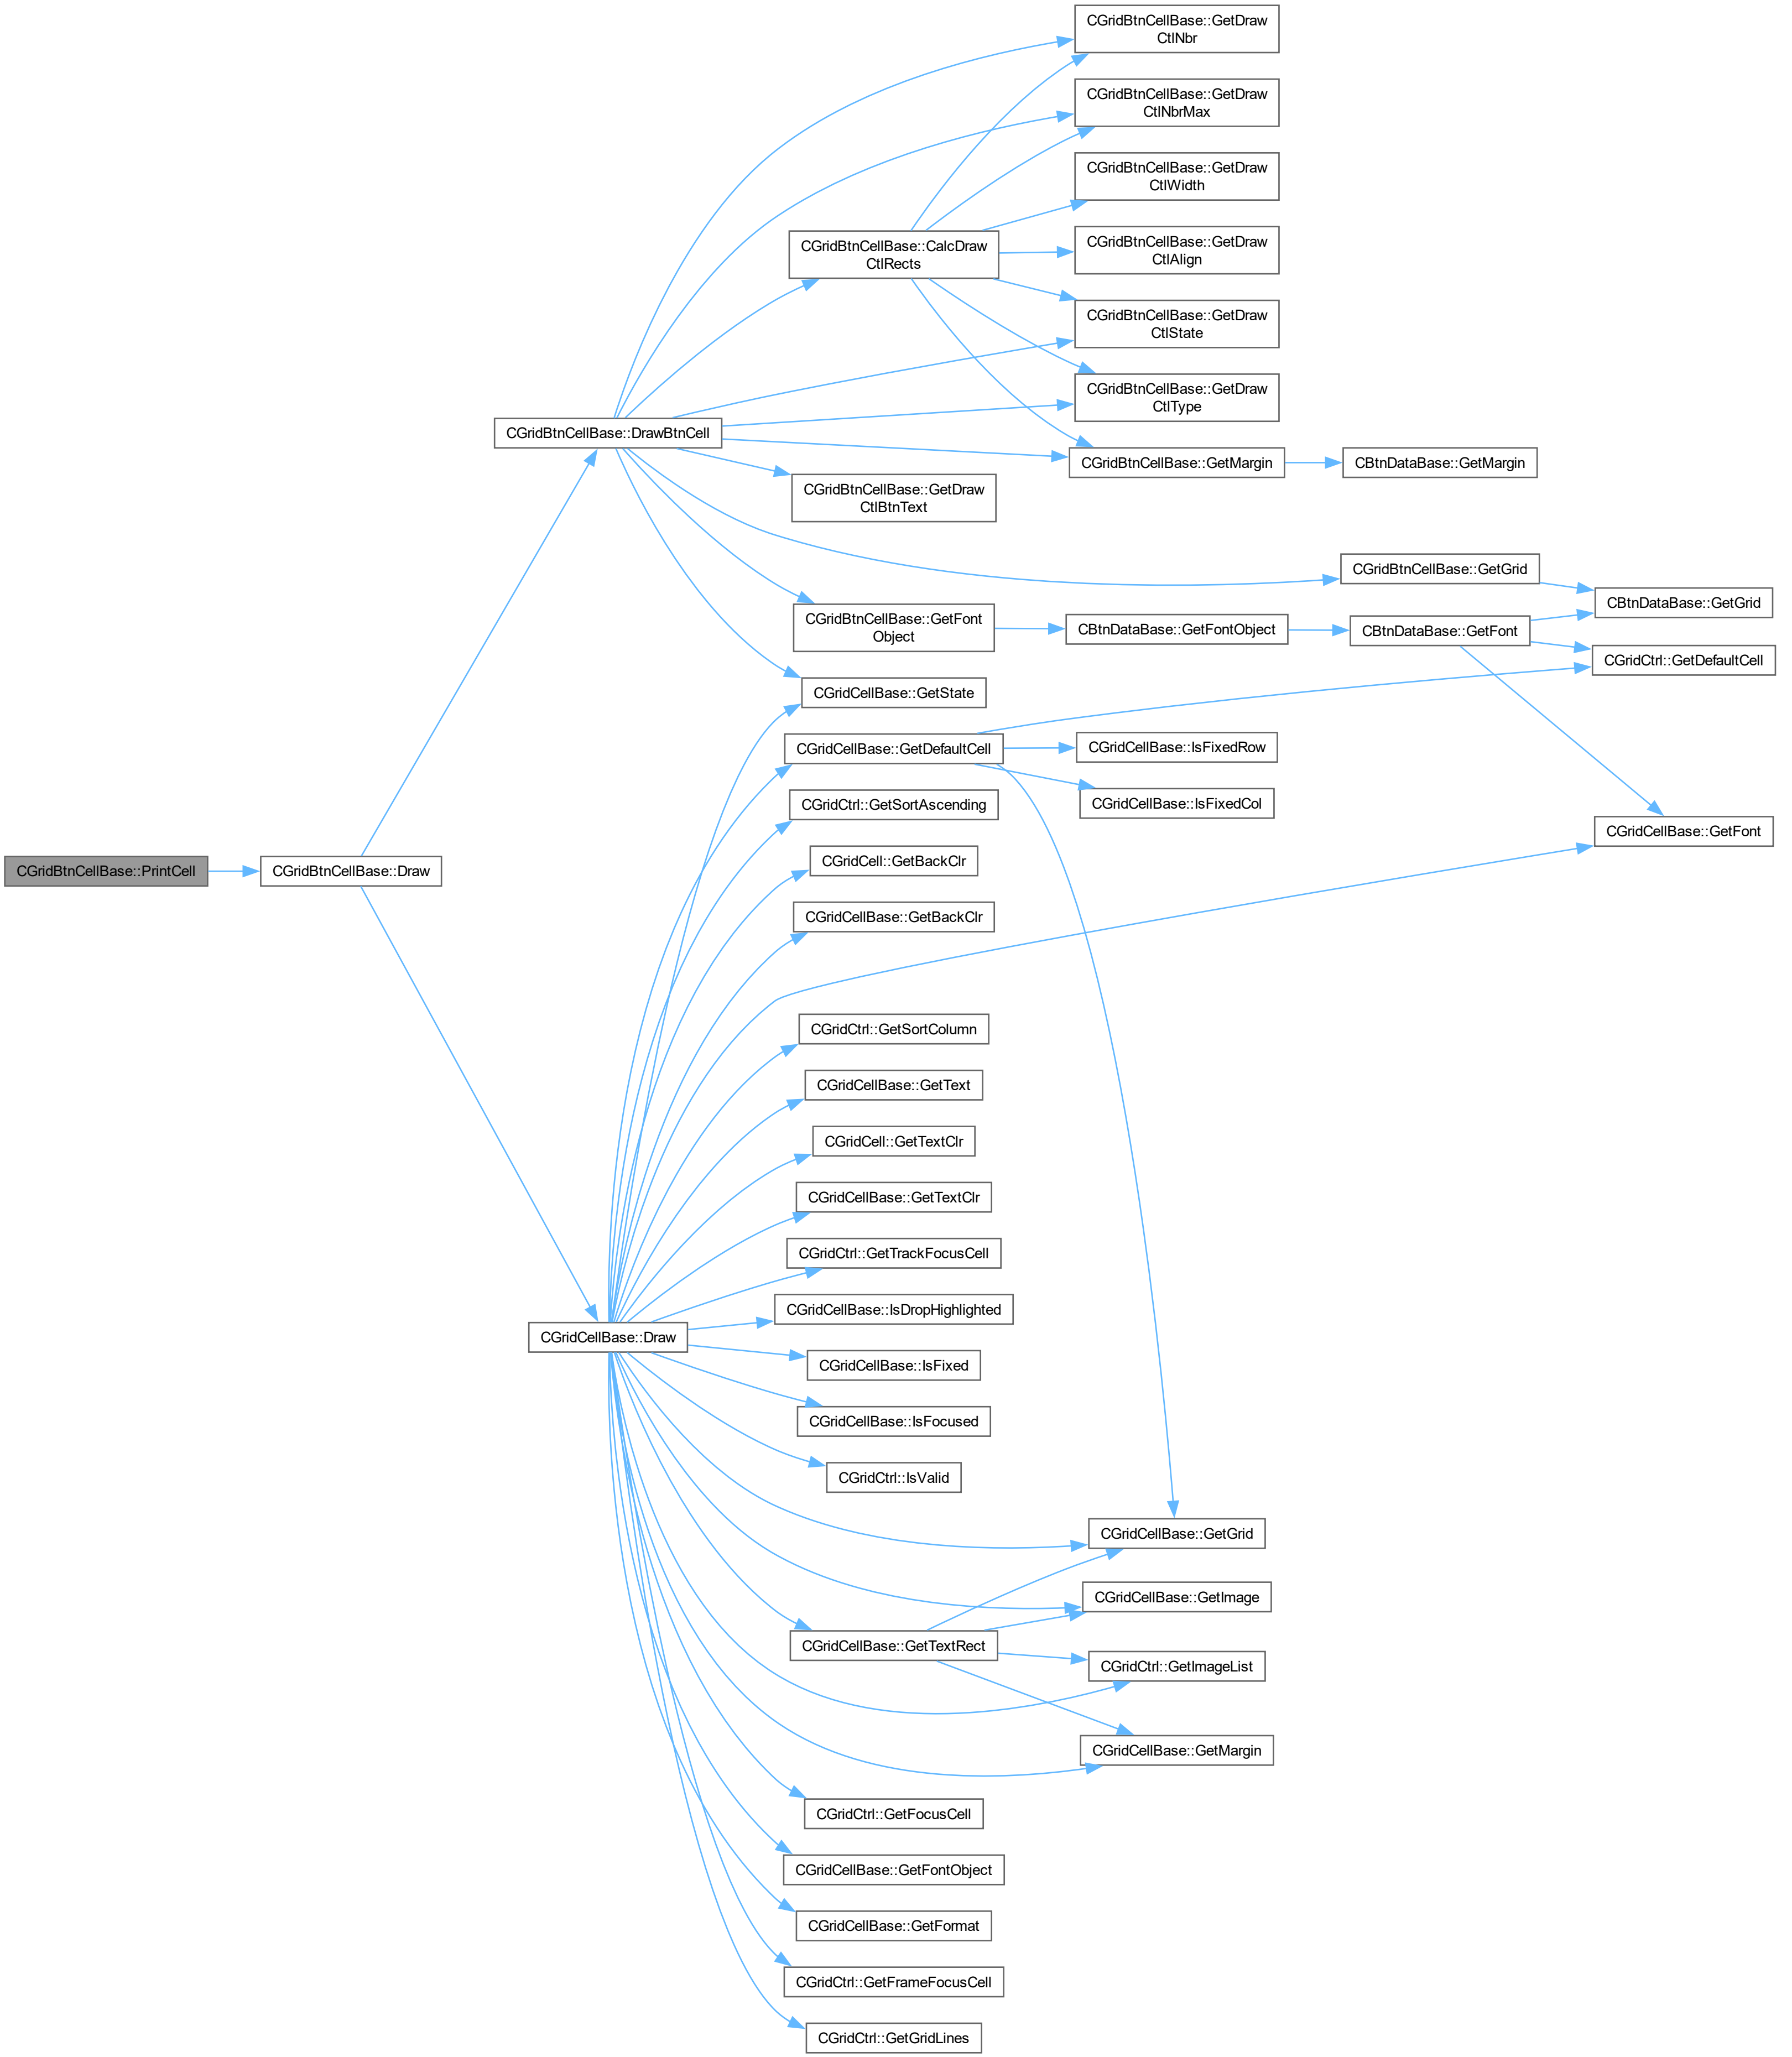 CGridBtnCellBase::GetDraw
CtlNbr
CGridBtnCellBase::GetDraw
CtlNbrMax
CGridBtnCellBase::GetDraw
CtlWidth
CGridBtnCellBase::CalcDraw
CtlRects
CGridBtnCellBase::GetDraw
CtlAlign
CGridBtnCellBase::GetDraw
CtlState
CGridBtnCellBase::GetDraw
CtlType
CGridBtnCellBase::DrawBtnCell
CGridBtnCellBase::GetMargin
CBtnDataBase::GetMargin
CGridBtnCellBase::GetDraw
CtlBtnText
CGridBtnCellBase::GetGrid
CBtnDataBase::GetGrid
CGridBtnCellBase::GetFont
Object
CBtnDataBase::GetFontObject
CBtnDataBase::GetFont
CGridCtrl::GetDefaultCell
CGridCellBase::GetState
CGridCellBase::GetDefaultCell
CGridCellBase::IsFixedRow
CGridCellBase::IsFixedCol
CGridCtrl::GetSortAscending
CGridCellBase::GetFont
CGridCell::GetBackClr
CGridBtnCellBase::PrintCell
CGridBtnCellBase::Draw
CGridCellBase::GetBackClr
CGridCtrl::GetSortColumn
CGridCellBase::GetText
CGridCell::GetTextClr
CGridCellBase::GetTextClr
CGridCtrl::GetTrackFocusCell
CGridCellBase::IsDropHighlighted
CGridCellBase::Draw
CGridCellBase::IsFixed
CGridCellBase::IsFocused
CGridCtrl::IsValid
CGridCellBase::GetGrid
CGridCellBase::GetImage
CGridCellBase::GetTextRect
CGridCtrl::GetImageList
CGridCellBase::GetMargin
CGridCtrl::GetFocusCell
CGridCellBase::GetFontObject
CGridCellBase::GetFormat
CGridCtrl::GetFrameFocusCell
CGridCtrl::GetGridLines